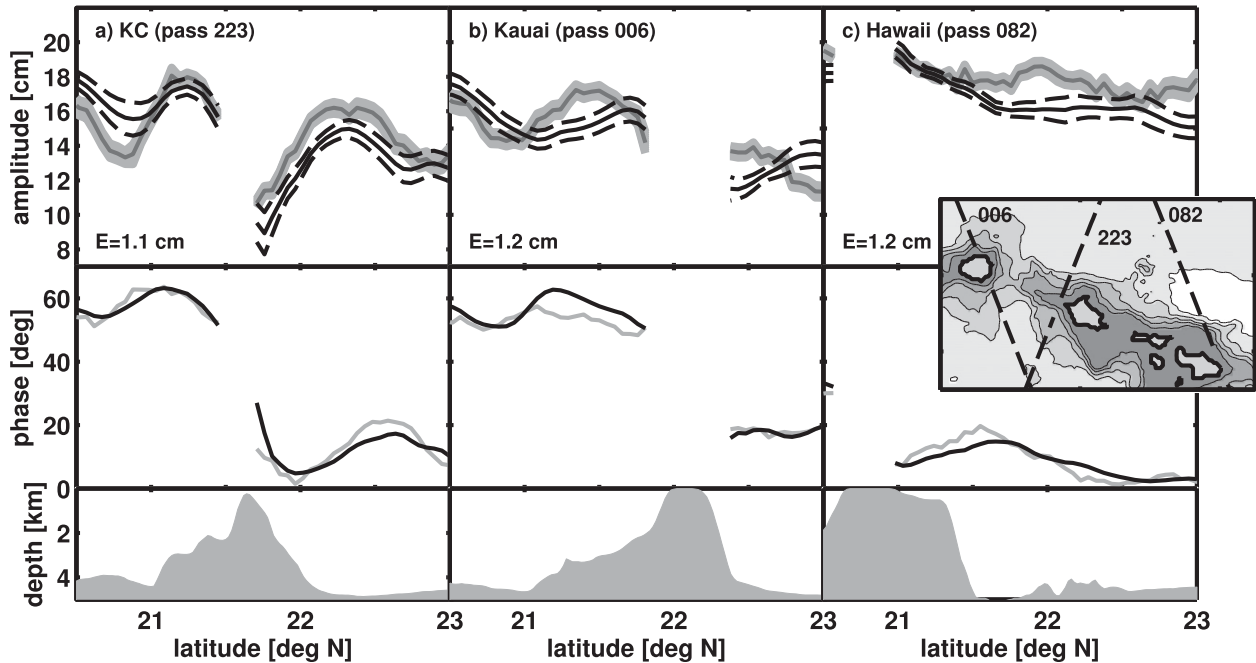 a) KC (pass 223)
b) Kauai (pass 006)
c) Hawaii (pass 082)
20
18
16
14
12
10
8
amplitude [cm]
E=1.1 cm
E=1.2 cm
E=1.2 cm
006
223
082
60
40
20
0
phase [deg]
2
4
depth [km]
21
22
23
21
22
23
21
22
23
latitude [deg N]
latitude [deg N]
latitude [deg N]